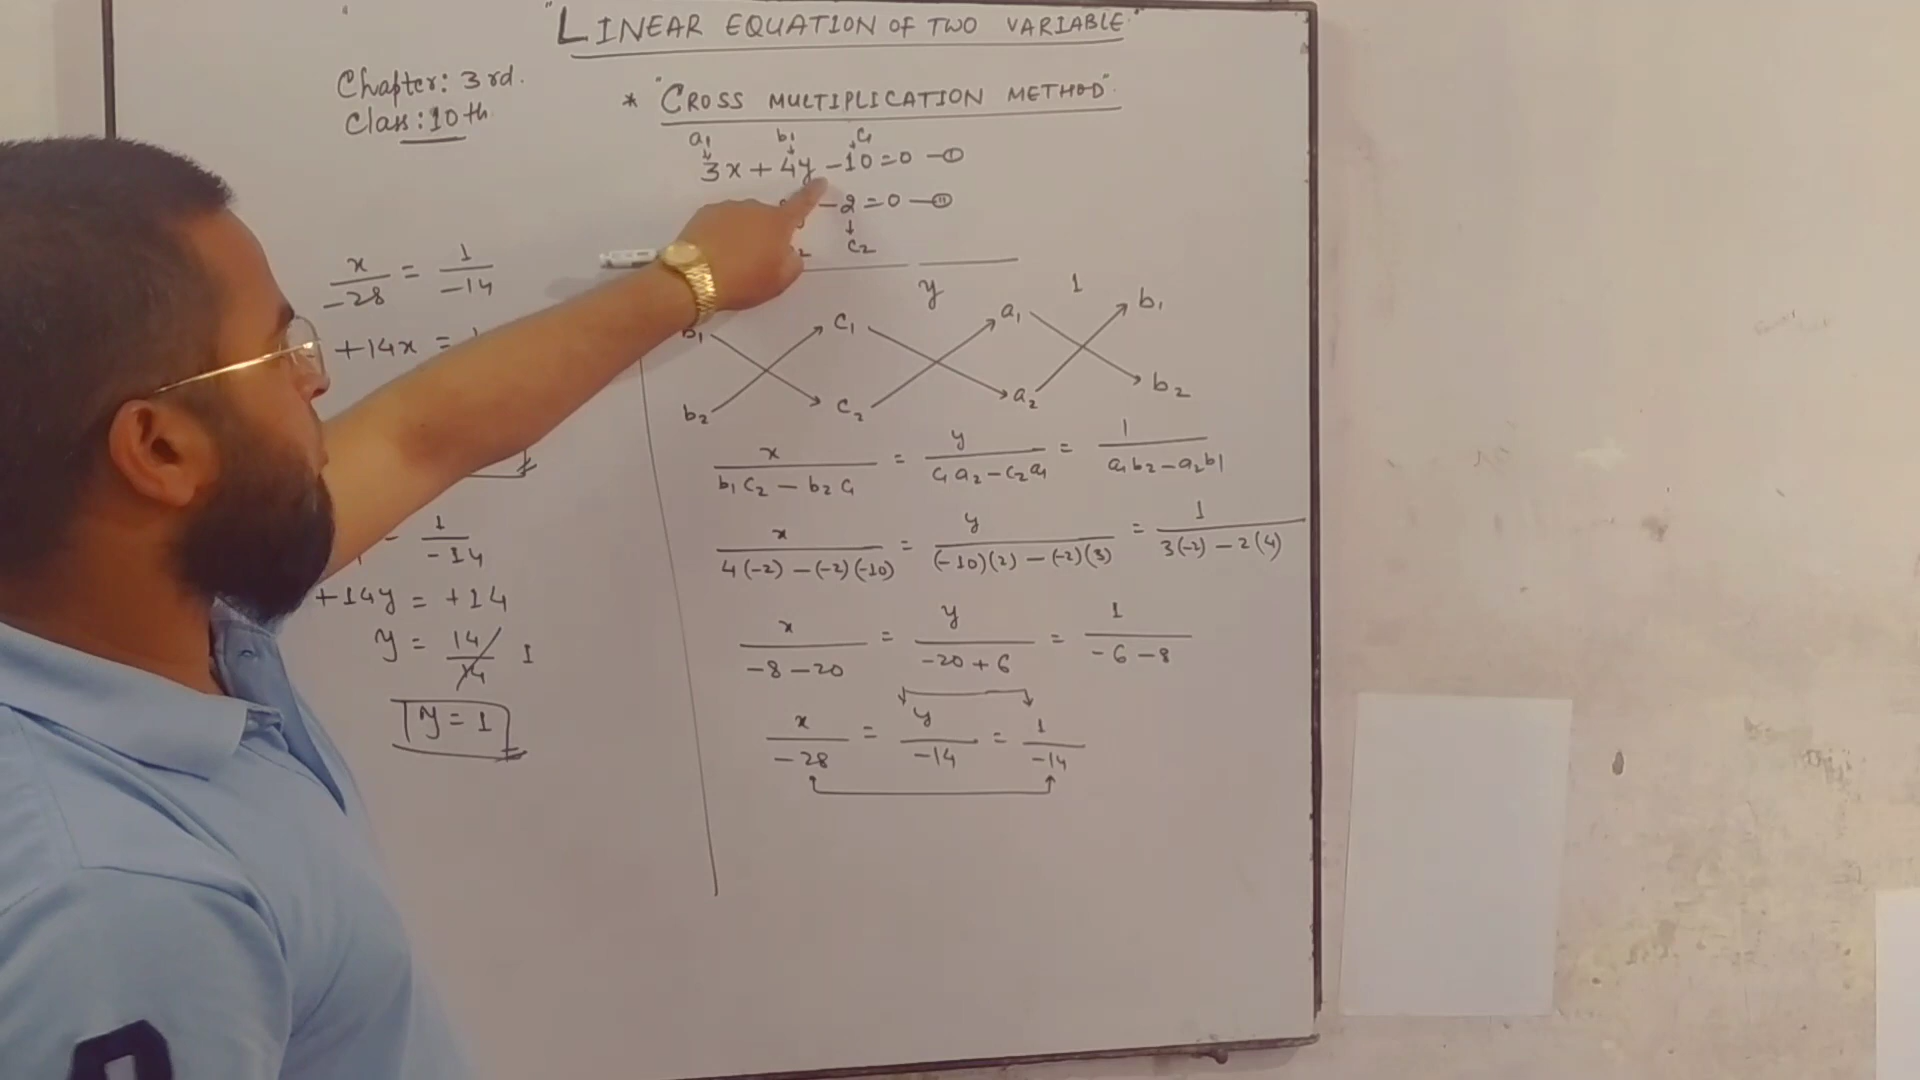 "LINEAR EQUATION OF TWO VARIABLE"
Chapter: 3rd.
Class: 10th
* "CROSS MULTIPLICATION METHOD"
a₁ b₁ c₁
3x + 4y - 10 = 0 — ①
- 2 = 0 — ⑪
c₂
y 1
b₁ c₁ a₁ b₁
b₂ c₂ a₂ b₂
x/(b₁c₂ - b₂c₁) = y/(c₁a₂ - c₂a₁) = 1/(a₁b₂ - a₂b₁)
x/(4(-2) - (-2)(-10)) = y/((-10)(2) - (-2)(3)) = 1/(3(-2) - 2(4))
x/(-8 - 20) = y/(-20 + 6) = 1/(-6 - 8)
x/-28 = y/-14 = 1/-14
x/-28 = 1/-14
+14x =
1/-14
+14y = +14
y = 14/14 1
y = 1